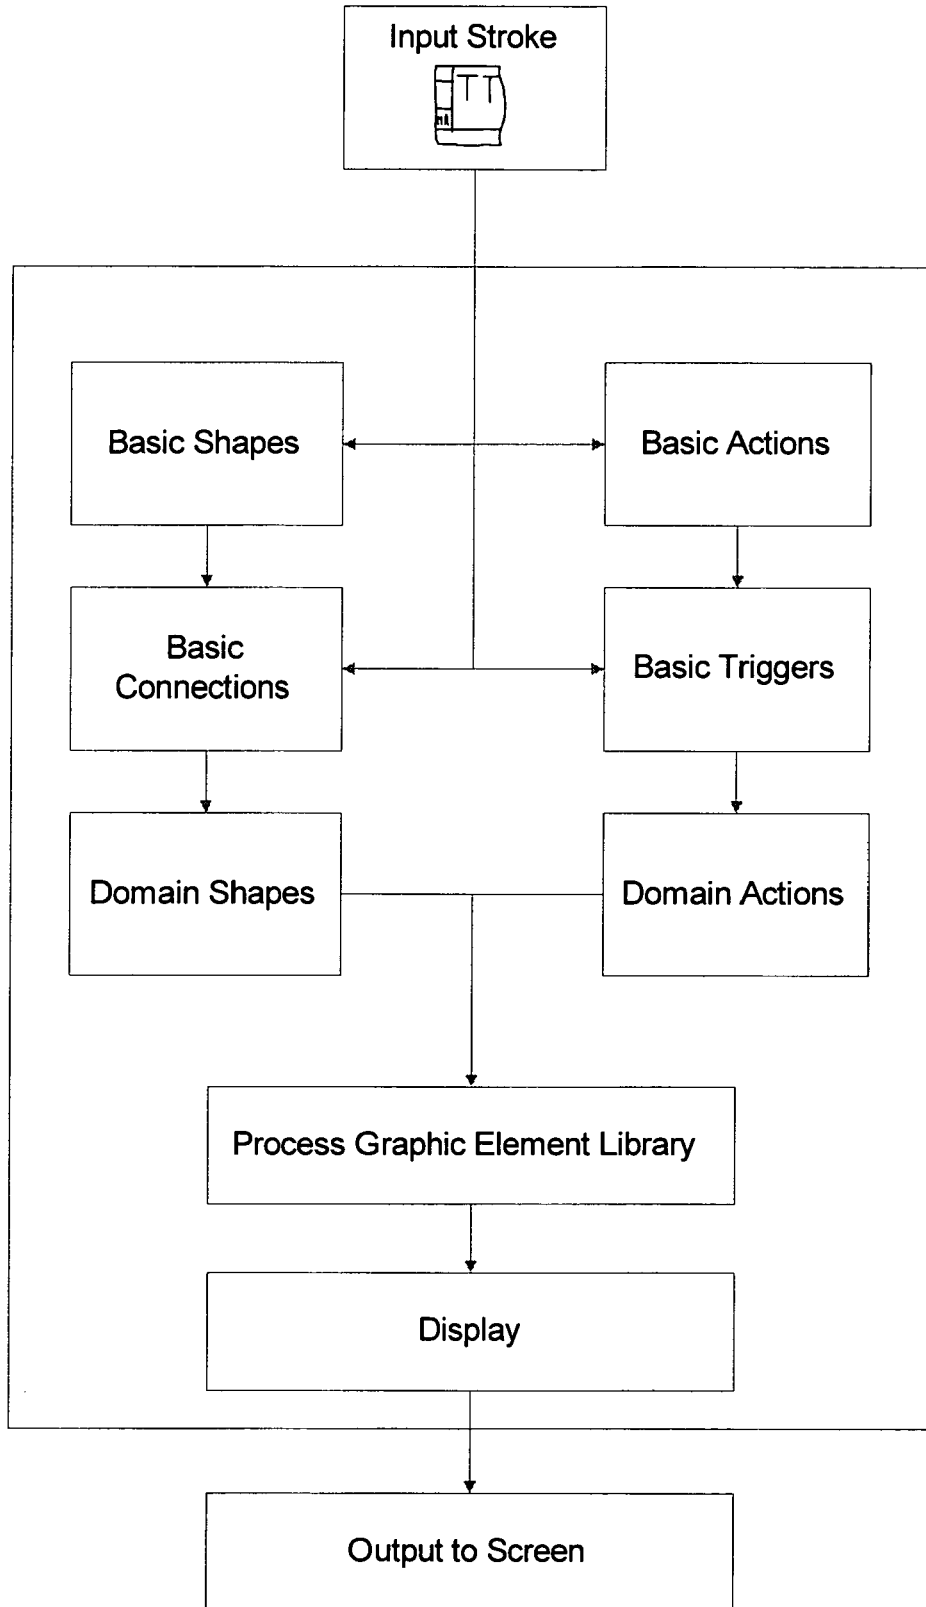 Input Stroke
Basic Shapes
Basic Actions
Basic
Connections
Basic Triggers
Domain Shapes
Domain Actions
Process Graphic Element Library
Display
Output to Screen